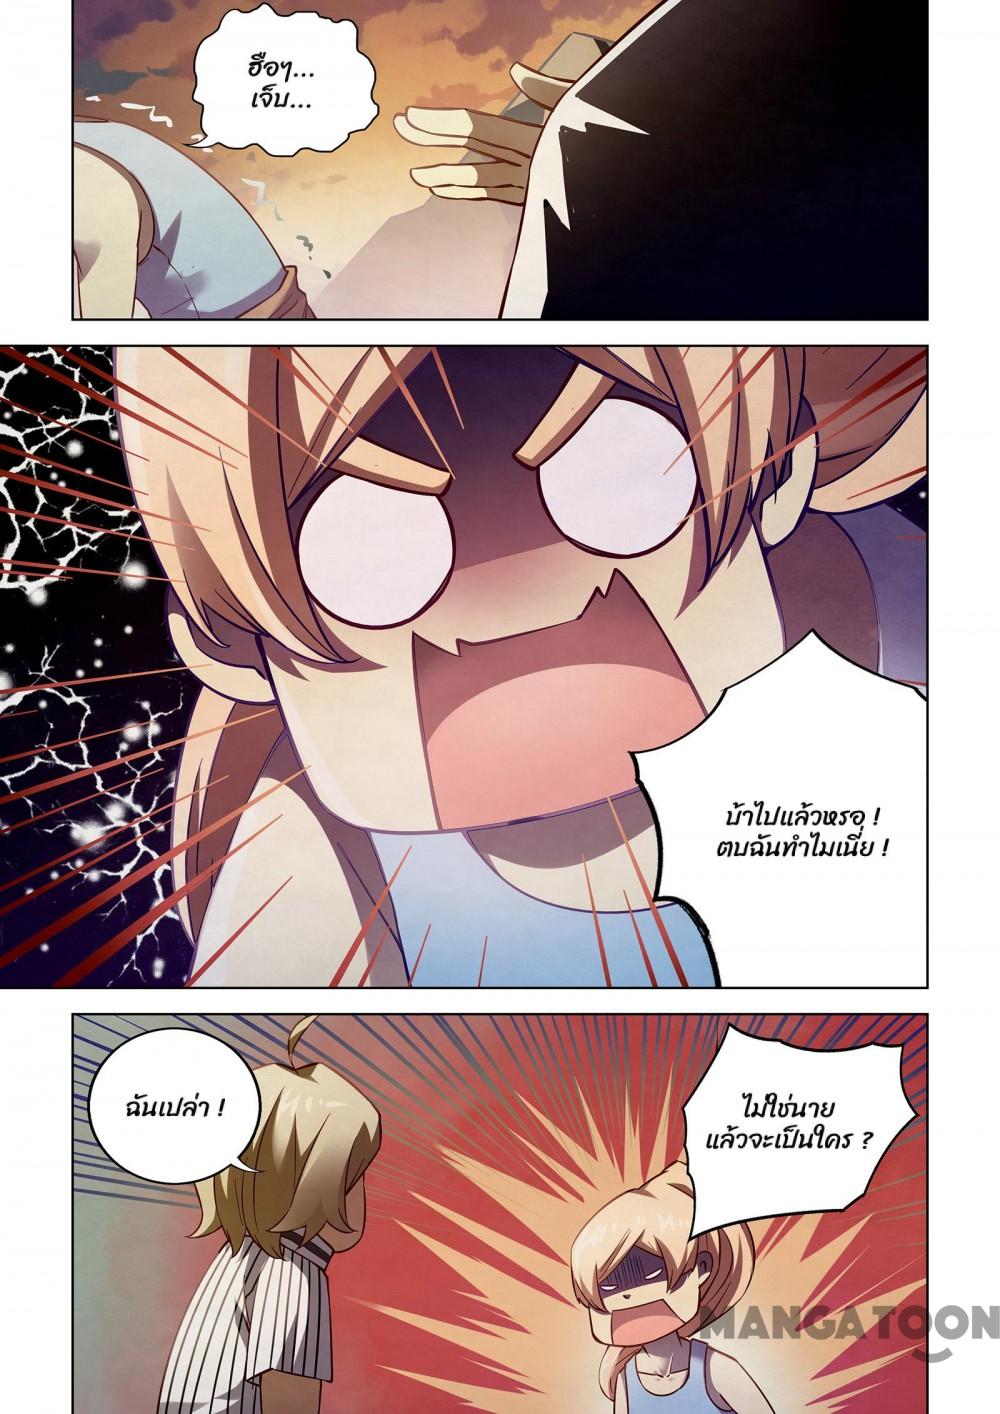 ฮือๆ...
เจ็บ...
บ้าไปแล้วหรอ !
ตบฉันทำไมเนี่ย !
ฉันเปล่า !
ไม่ใช่นาย
แล้วจะเป็นใคร ?
MANGATOON